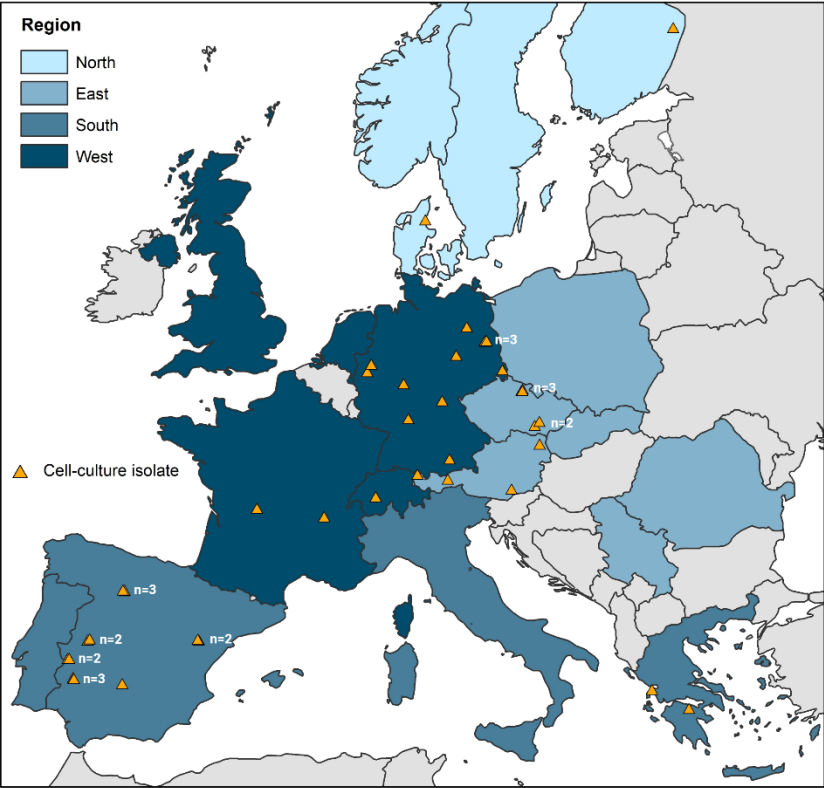 Region
North
East
South
West
n=3
n=3
n=2
Cell-culture isolate
n=3
n=2
n=2
n=2
n=3